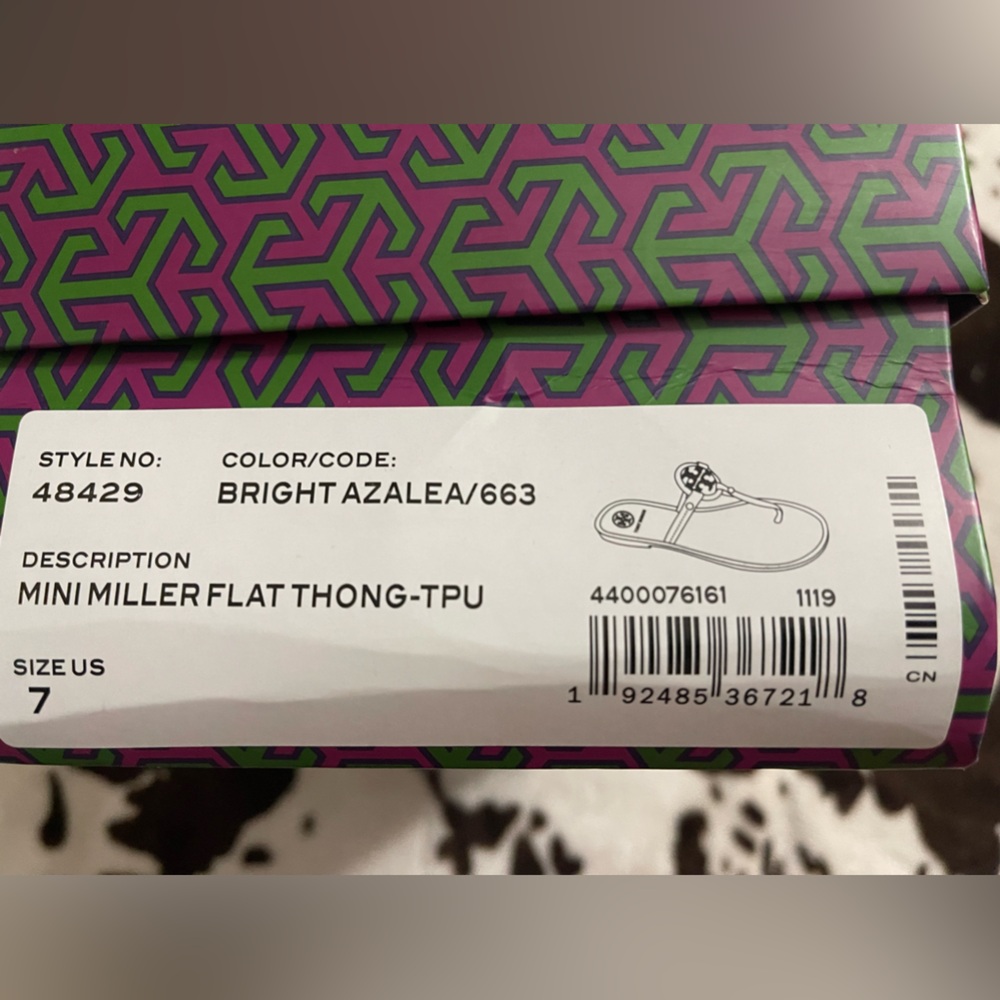 STYLE NO: COLOR/CODE:
48429 BRIGHT AZALEA/663
DESCRIPTION
MINI MILLER FLAT THONG-TPU
4400076161 1119
SIZE US
7
1 92485 36721 8
CN